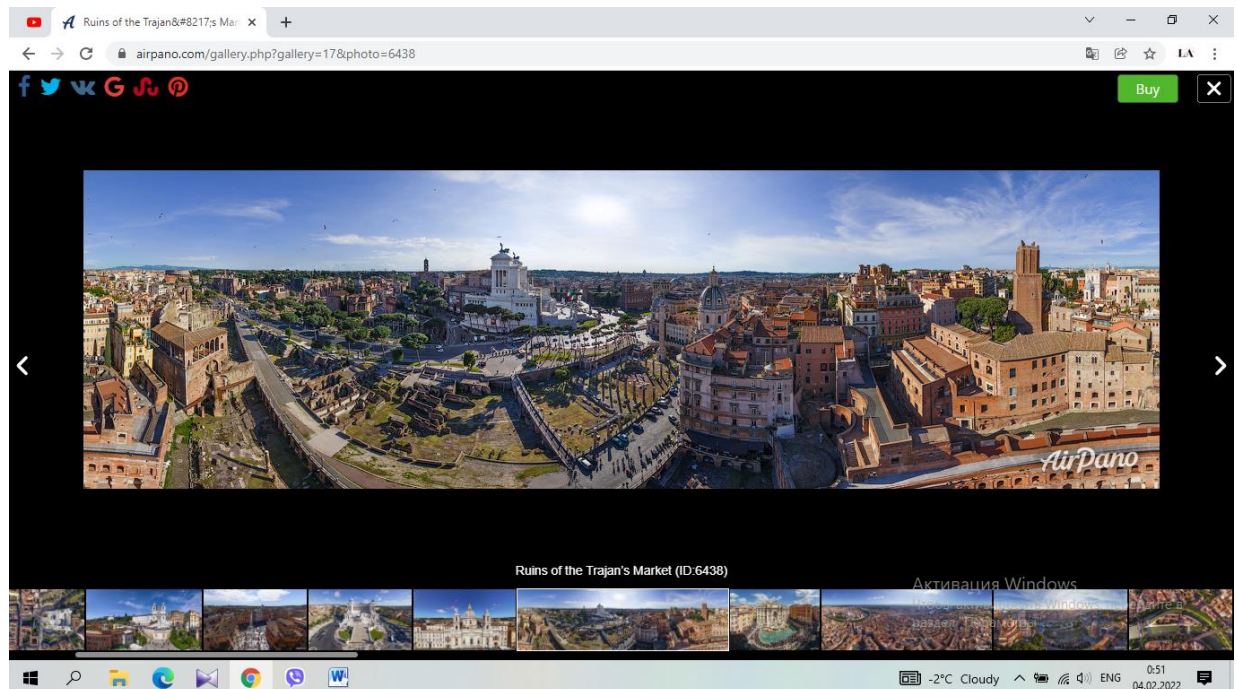 Ruins of the Trajan&#8217;s Mar
airpano.com/gallery.php?gallery=17&photo=6438
LA
Buy
AirPano
Ruins of the Trajan's Market (ID:6438)
Активация Windows
-2°C Cloudy
ENG
0:51
04.02.2022